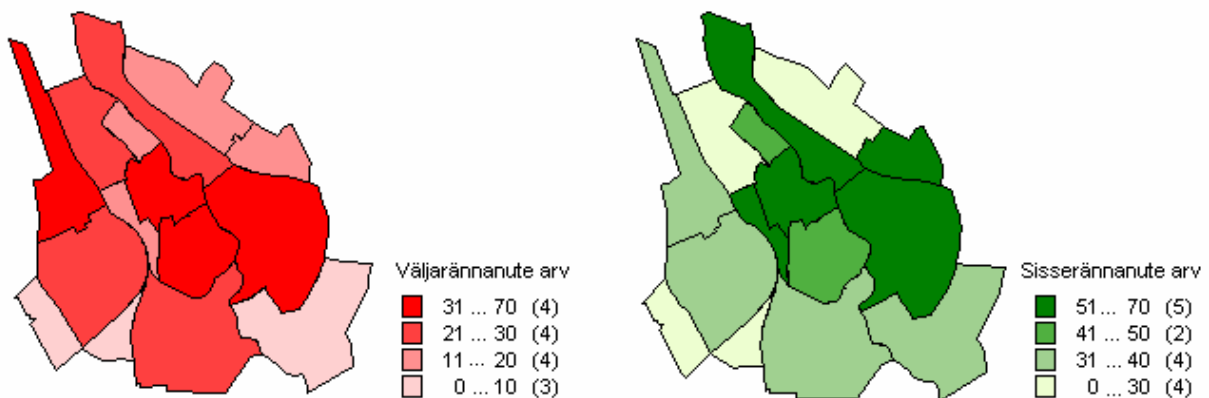 Väljarännanute arv
31 ... 70 (4)
21 ... 30 (4)
11 ... 20 (4)
0 ... 10 (3)
Sisserännanute arv
51 ... 70 (5)
41 ... 50 (2)
31 ... 40 (4)
0 ... 30 (4)